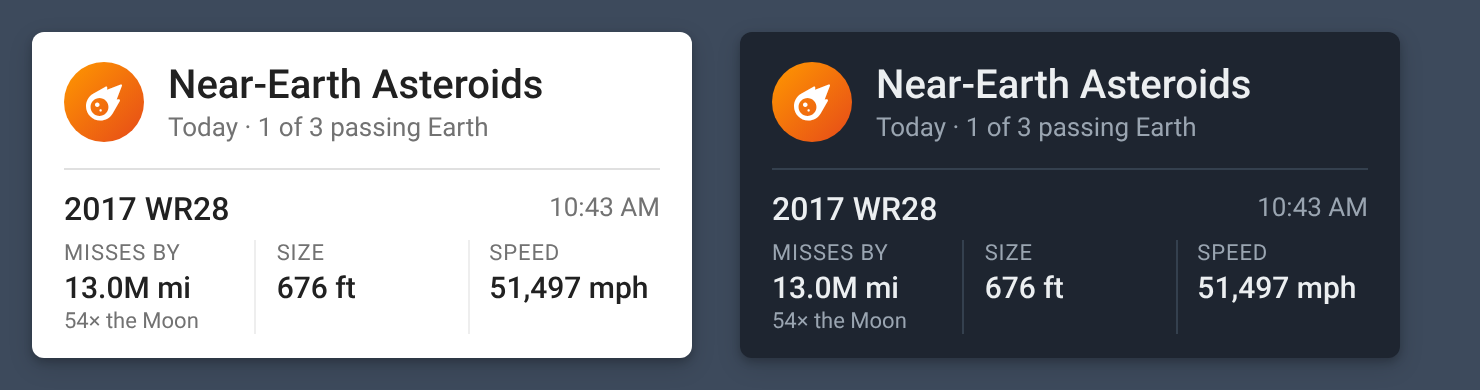 Near-Earth Asteroids
Today · 1 of 3 passing Earth
2017 WR28
10:43 AM
MISSES BY
13.0M mi
54× the Moon
SIZE
676 ft
SPEED
51,497 mph
Near-Earth Asteroids
Today · 1 of 3 passing Earth
2017 WR28
10:43 AM
MISSES BY
13.0M mi
54× the Moon
SIZE
676 ft
SPEED
51,497 mph